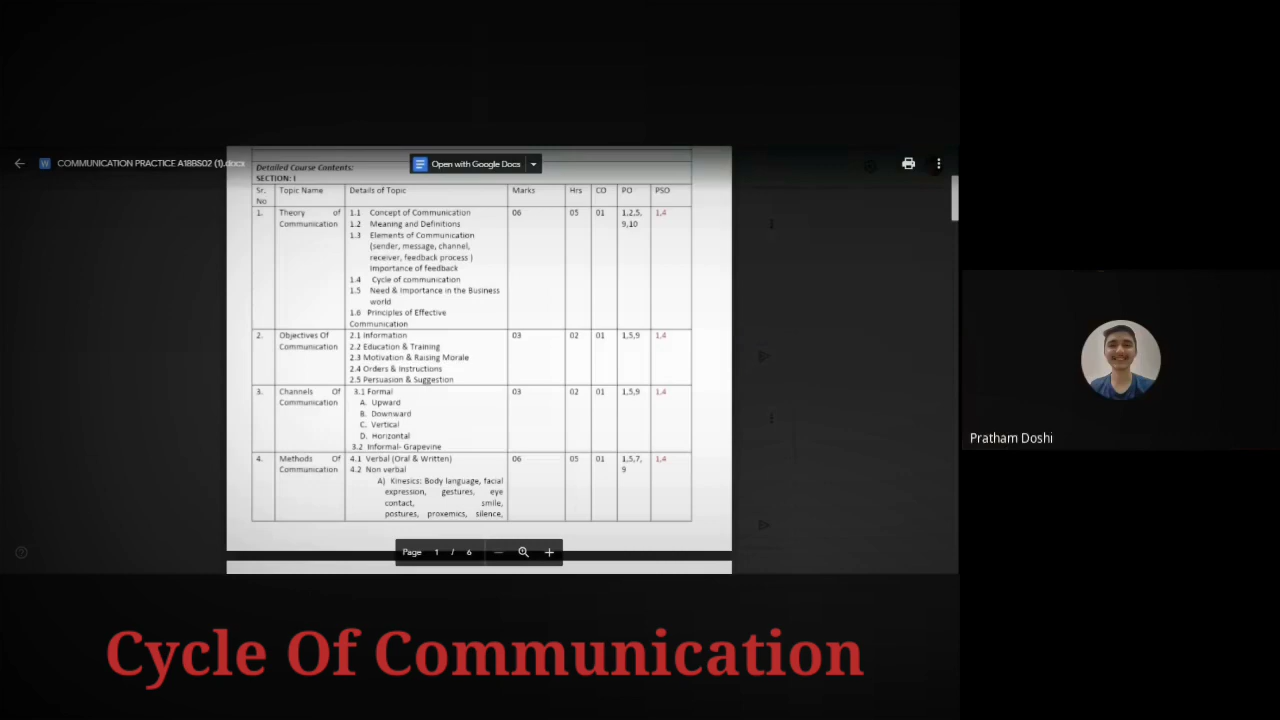 COMMUNICATION PRACTICE A18BS02 (1).docx
Open with Google Docs
Detailed Course Contents:
SECTION: I
Sr. No Topic Name Details of Topic Marks Hrs CO PO PSO
1. Theory of Communication 1.1 Concept of Communication 06 05 01 1,2,5, 9,10 1,4
1.2 Meaning and Definitions
1.3 Elements of Communication
(sender, message, channel,
receiver, feedback process )
Importance of feedback
1.4 Cycle of communication
1.5 Need & Importance in the Business
world
1.6 Principles of Effective
Communication
2. Objectives Of Communication 2.1 Information 03 02 01 1,5,9 1,4
2.2 Education & Training
2.3 Motivation & Raising Morale
2.4 Orders & Instructions
2.5 Persuasion & Suggestion
3. Channels Of Communication 3.1 Formal 03 02 01 1,5,9 1,4
A. Upward
B. Downward
C. Vertical
D. Horizontal
3.2 Informal- Grapevine
4. Methods Of Communication 4.1 Verbal (Oral & Written) 06 05 01 1,5,7, 9 1,4
4.2 Non verbal
A) Kinesics: Body language, facial
expression, gestures, eye
contact, smile,
postures, proxemics, silence,
Page 1 / 6
Cycle Of Communication
Pratham Doshi